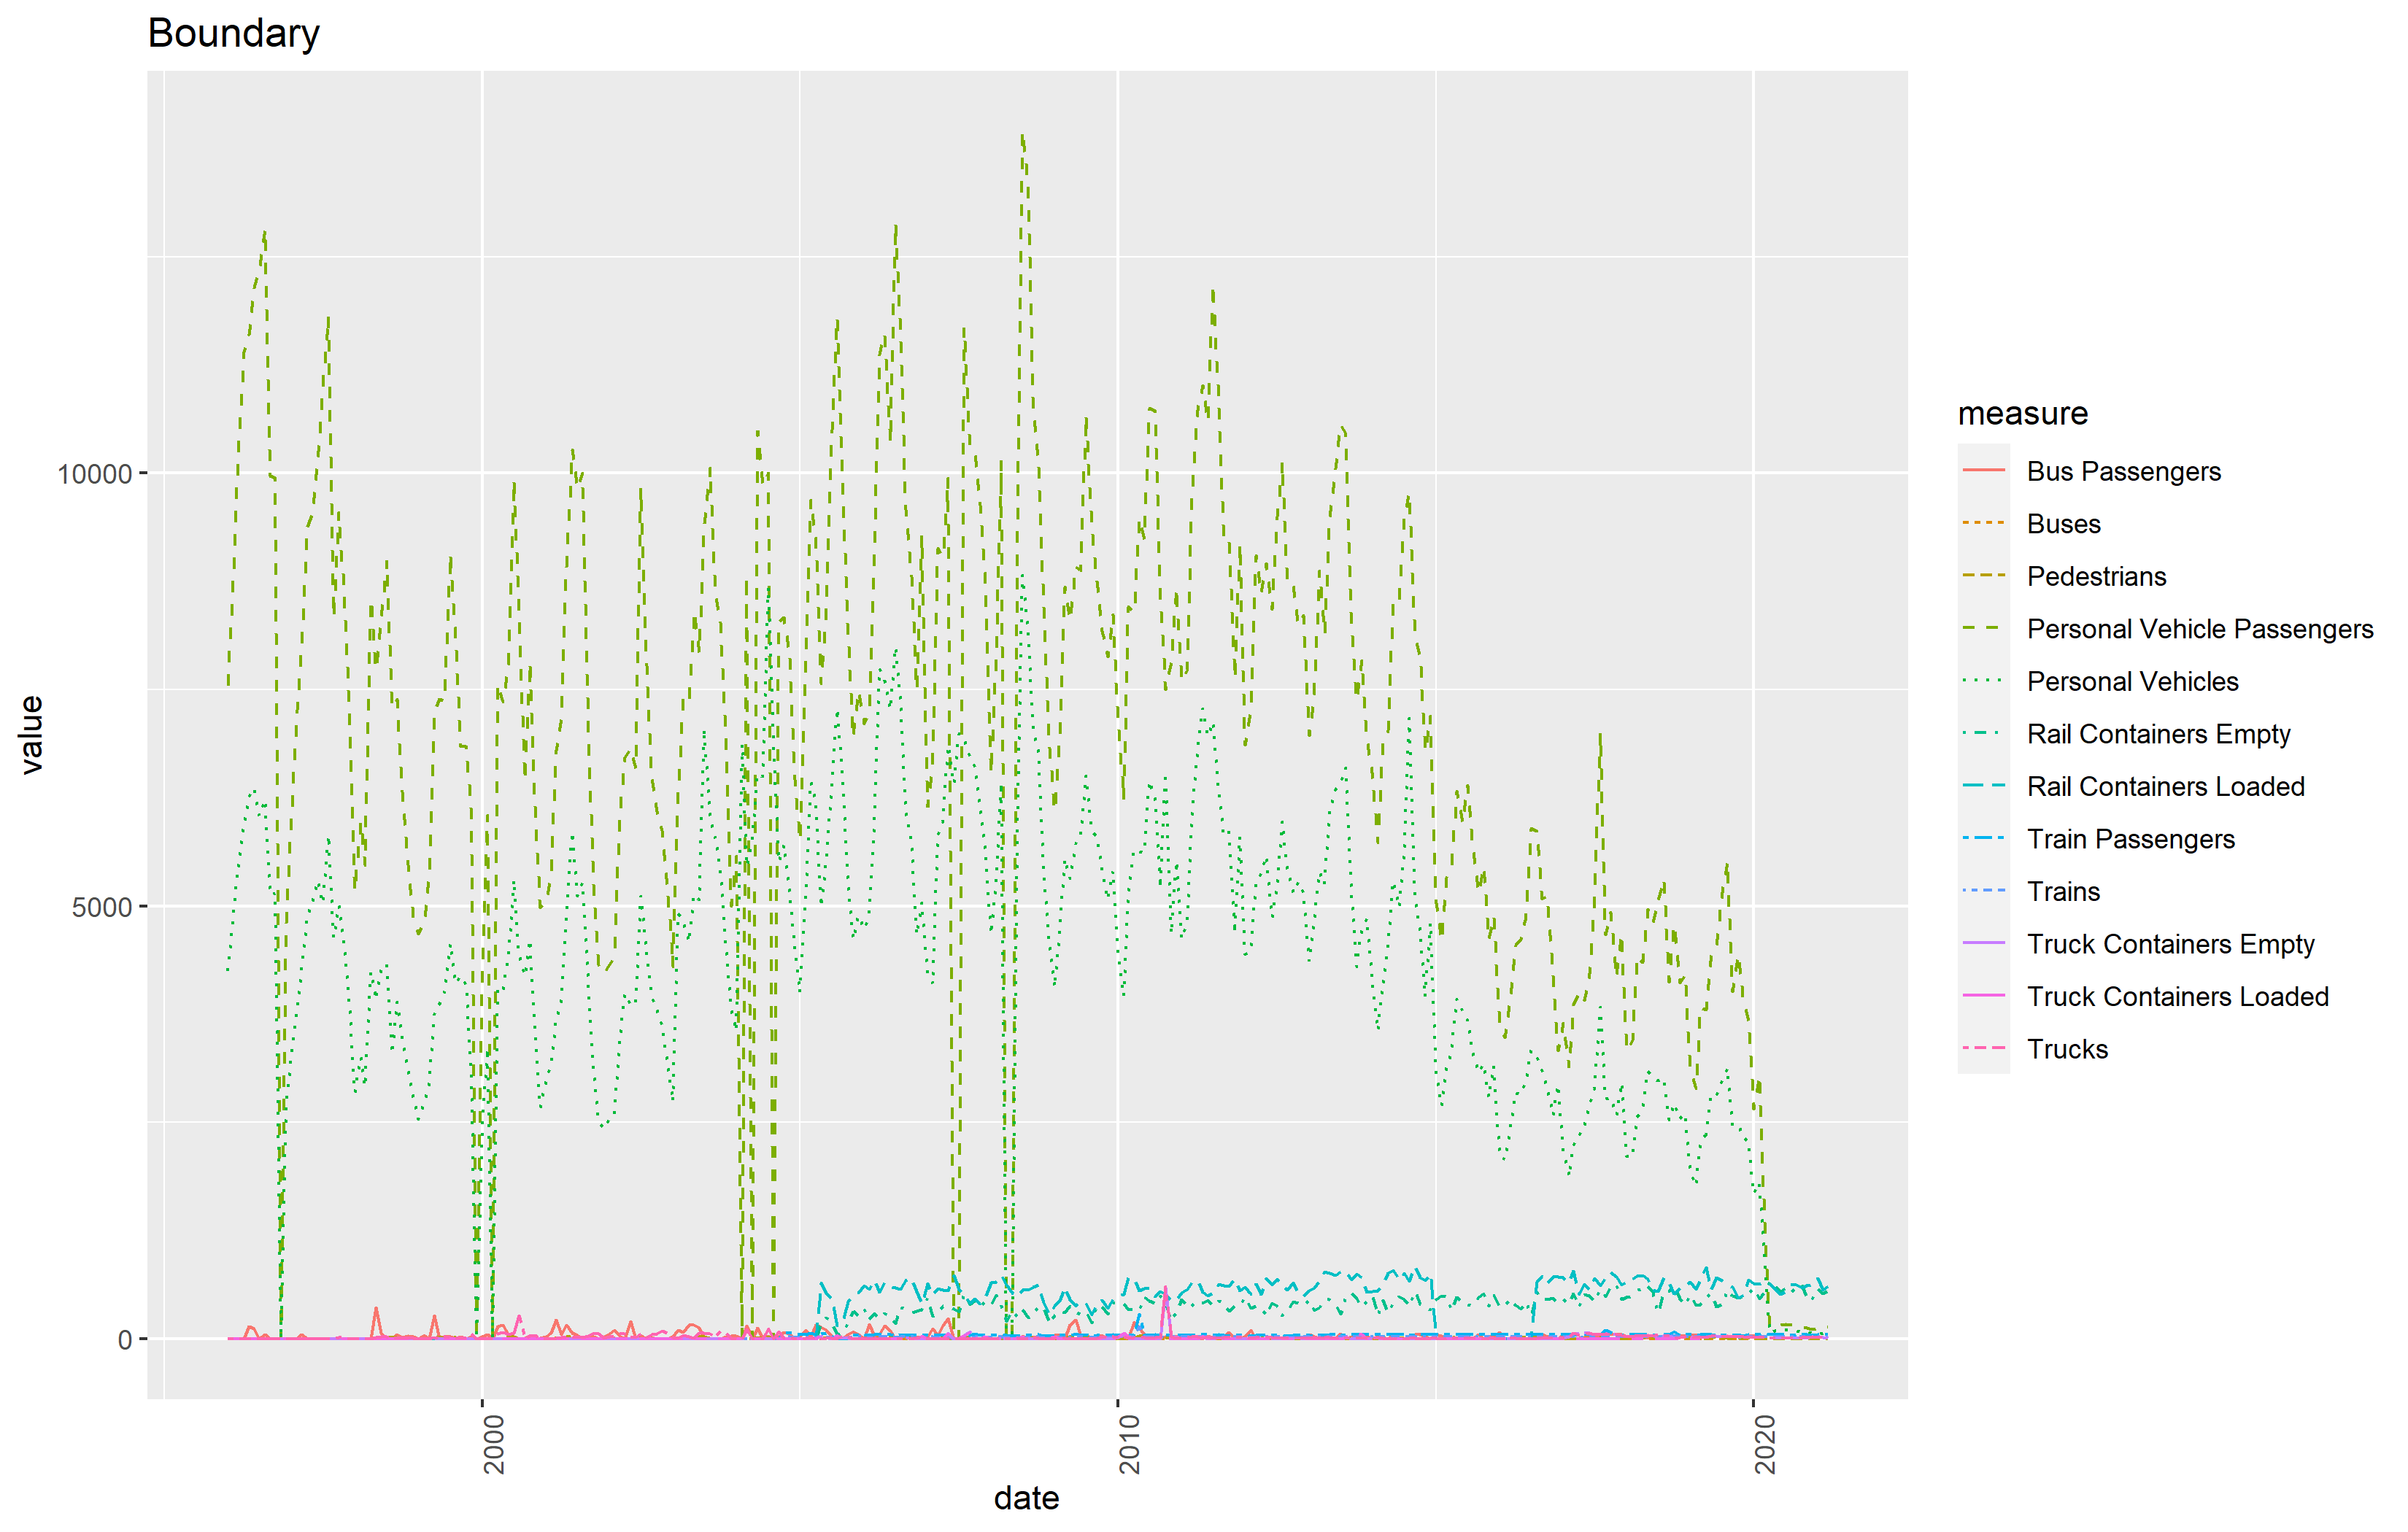 Boundary
value
10000
5000
0
2000
2010
2020
date
measure
Bus Passengers
Buses
Pedestrians
Personal Vehicle Passengers
Personal Vehicles
Rail Containers Empty
Rail Containers Loaded
Train Passengers
Trains
Truck Containers Empty
Truck Containers Loaded
Trucks